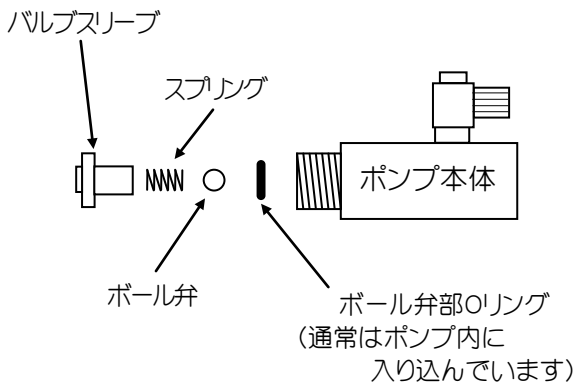 バルブスリーブ
スプリング
ポンプ本体
ボール弁
ボール弁部Oリング
（通常はポンプ内に
入り込んでいます）